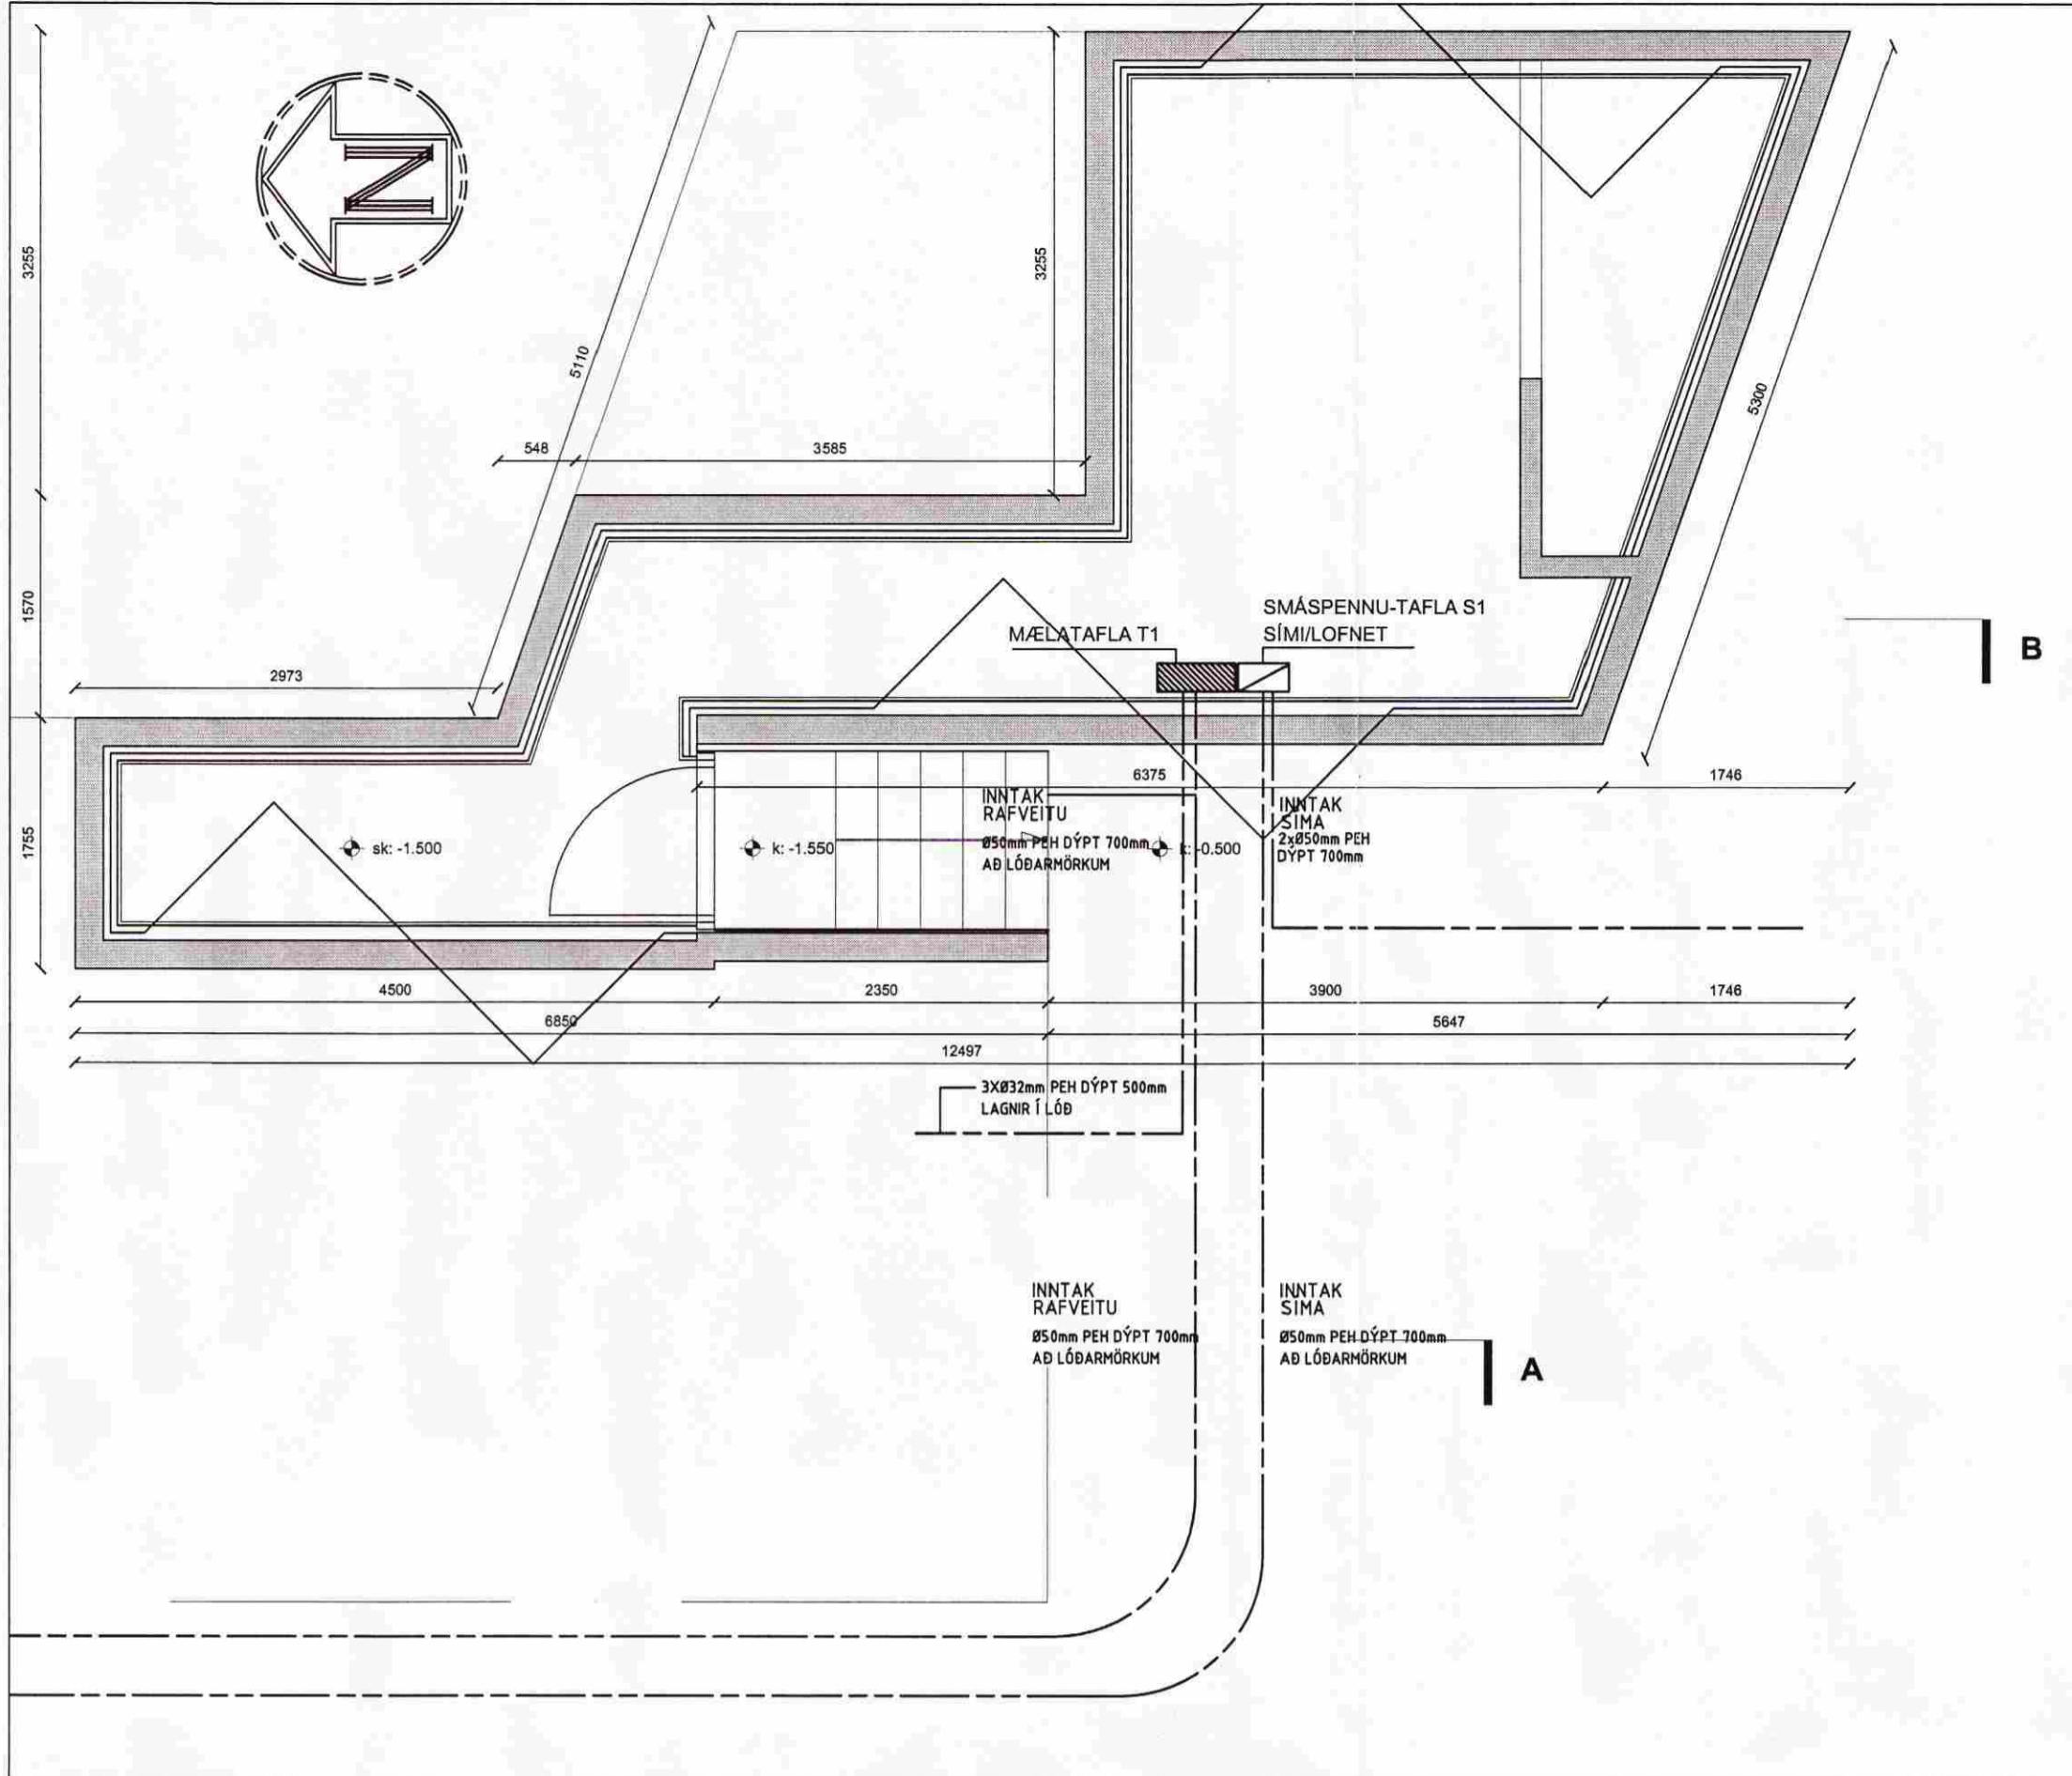 N
3255
5110
3255
5300
548
3585
1570
SMÁSPENNU-TAFLA S1
MÆLATAFLA T1
SÍMI/LOFNET
B
2973
6375
1746
INNTAK
RAFVEITU
Ø50mm PEH DÝPT 700mm
AÐ LÓÐARMÖRKUM
INNTAK
SIMA
2xØ50mm PEH
DÝPT 700mm
1755
sk: -1.500
k: -1.550
k: -0.500
4500
2350
3900
1746
6850
5647
12497
3XØ32mm PEH DÝPT 500mm
LAGNIR Í LÓÐ
INNTAK
RAFVEITU
Ø50mm PEH DÝPT 700mm
AÐ LÓÐARMÖRKUM
INNTAK
SIMA
Ø50mm PEH DÝPT 700mm
AÐ LÓÐARMÖRKUM
A